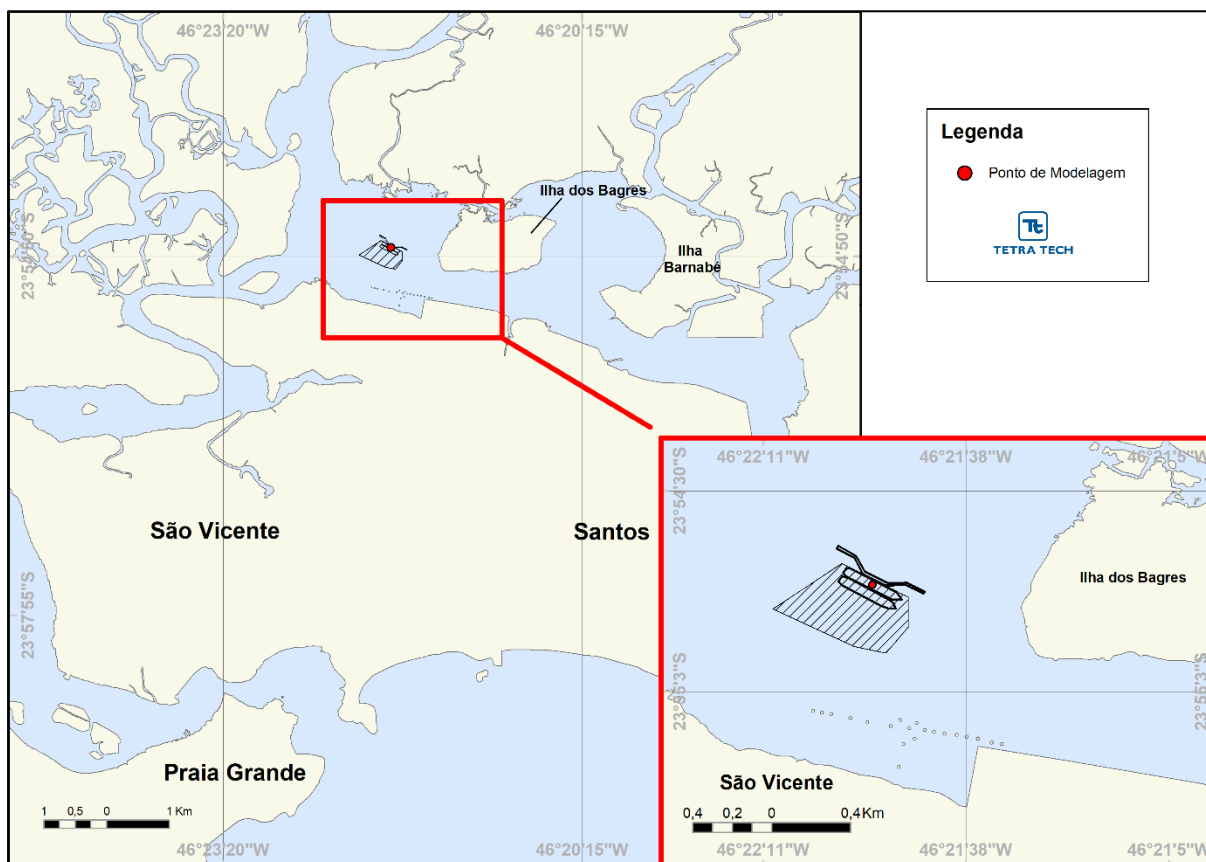 46°23'20"W
46°20'15"W
23°54'50"S
23°54'50"S
Ilha dos Bagres
Ilha
Barnabé
Legenda
Ponto de Modelagem
Tt
TETRA TECH
São Vicente
Santos
23°57'55"S
Praia Grande
1
0,5
0
1 Km
46°23'20"W
46°20'15"W
46°22'11"W
46°21'38"W
46°21'5"W
23°54'30"S
Ilha dos Bagres
23°55'3"S
São Vicente
0,4
0,2
0
0,4 Km
46°22'11"W
46°21'38"W
46°21'5"W